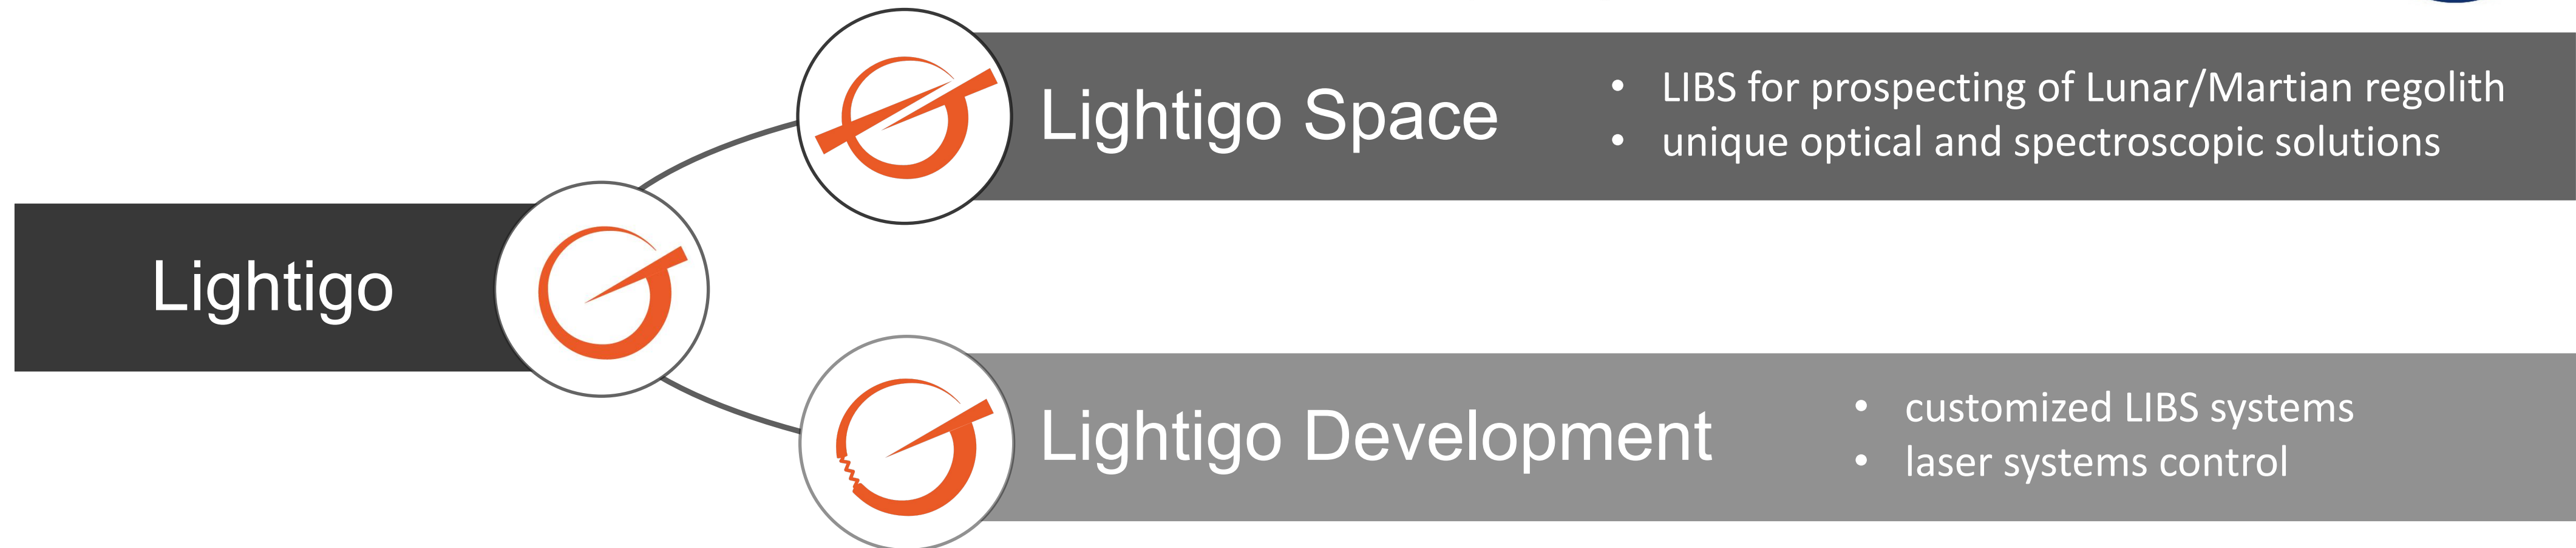 Lightigo
Lightigo Space
• LIBS for prospecting of Lunar/Martian regolith
• unique optical and spectroscopic solutions
Lightigo Development
• customized LIBS systems
• laser systems control